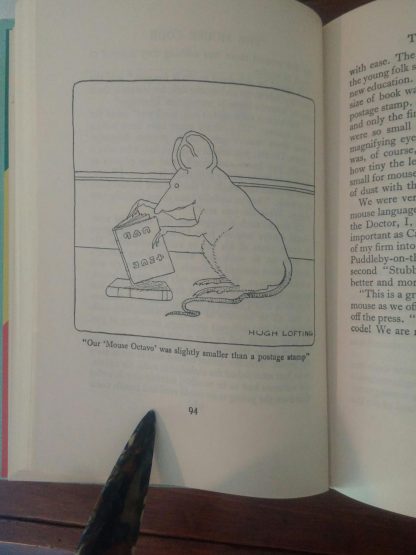 HUGH LOFTING
"Our 'Mouse Octavo' was slightly smaller than a postage stamp"
94
T
with ease. The
the young folk s
new education.
size of book wa
postage stamp.
and only the fin
were so small
magnifying eye
was, of course,
how tiny the le
small for mouse
of dust with th
We were ver
mouse language
the Doctor, I,
important as Ca
of my firm into
Puddleby-on-th
second "Stubb
better and mor
"This is a gr
mouse as we off
off the press. "
code! We are n